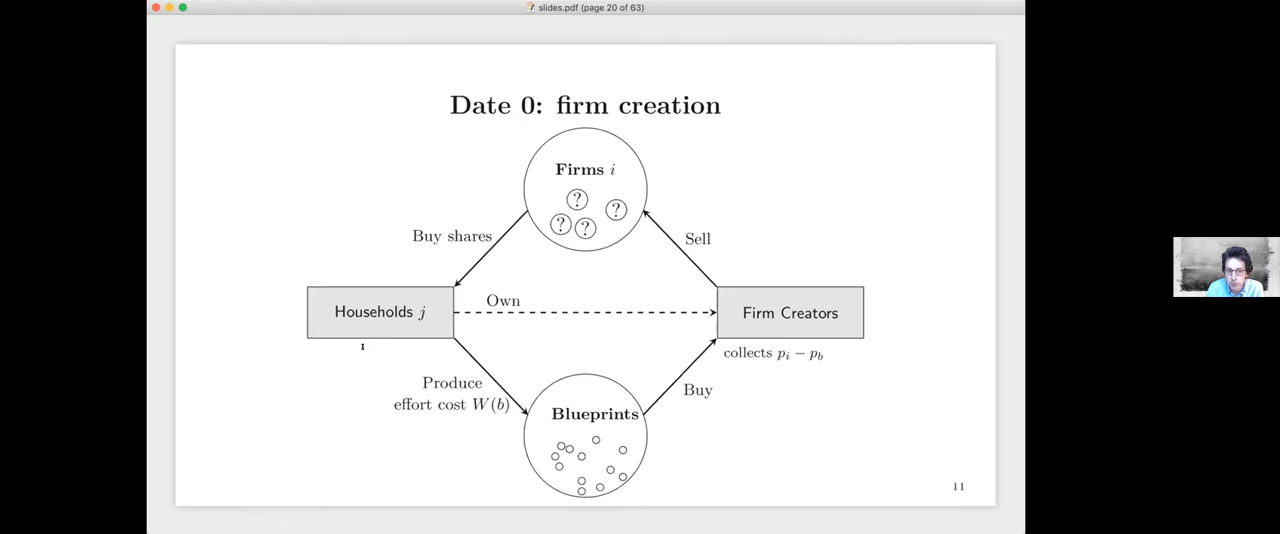 slides.pdf (page 20 of 63)
Date 0: firm creation
Firms i
?
?
? ?
Buy shares
Sell
Own
Households j
Firm Creators
collects p_i − p_b
Produce
effort cost W(b)
Buy
Blueprints
11